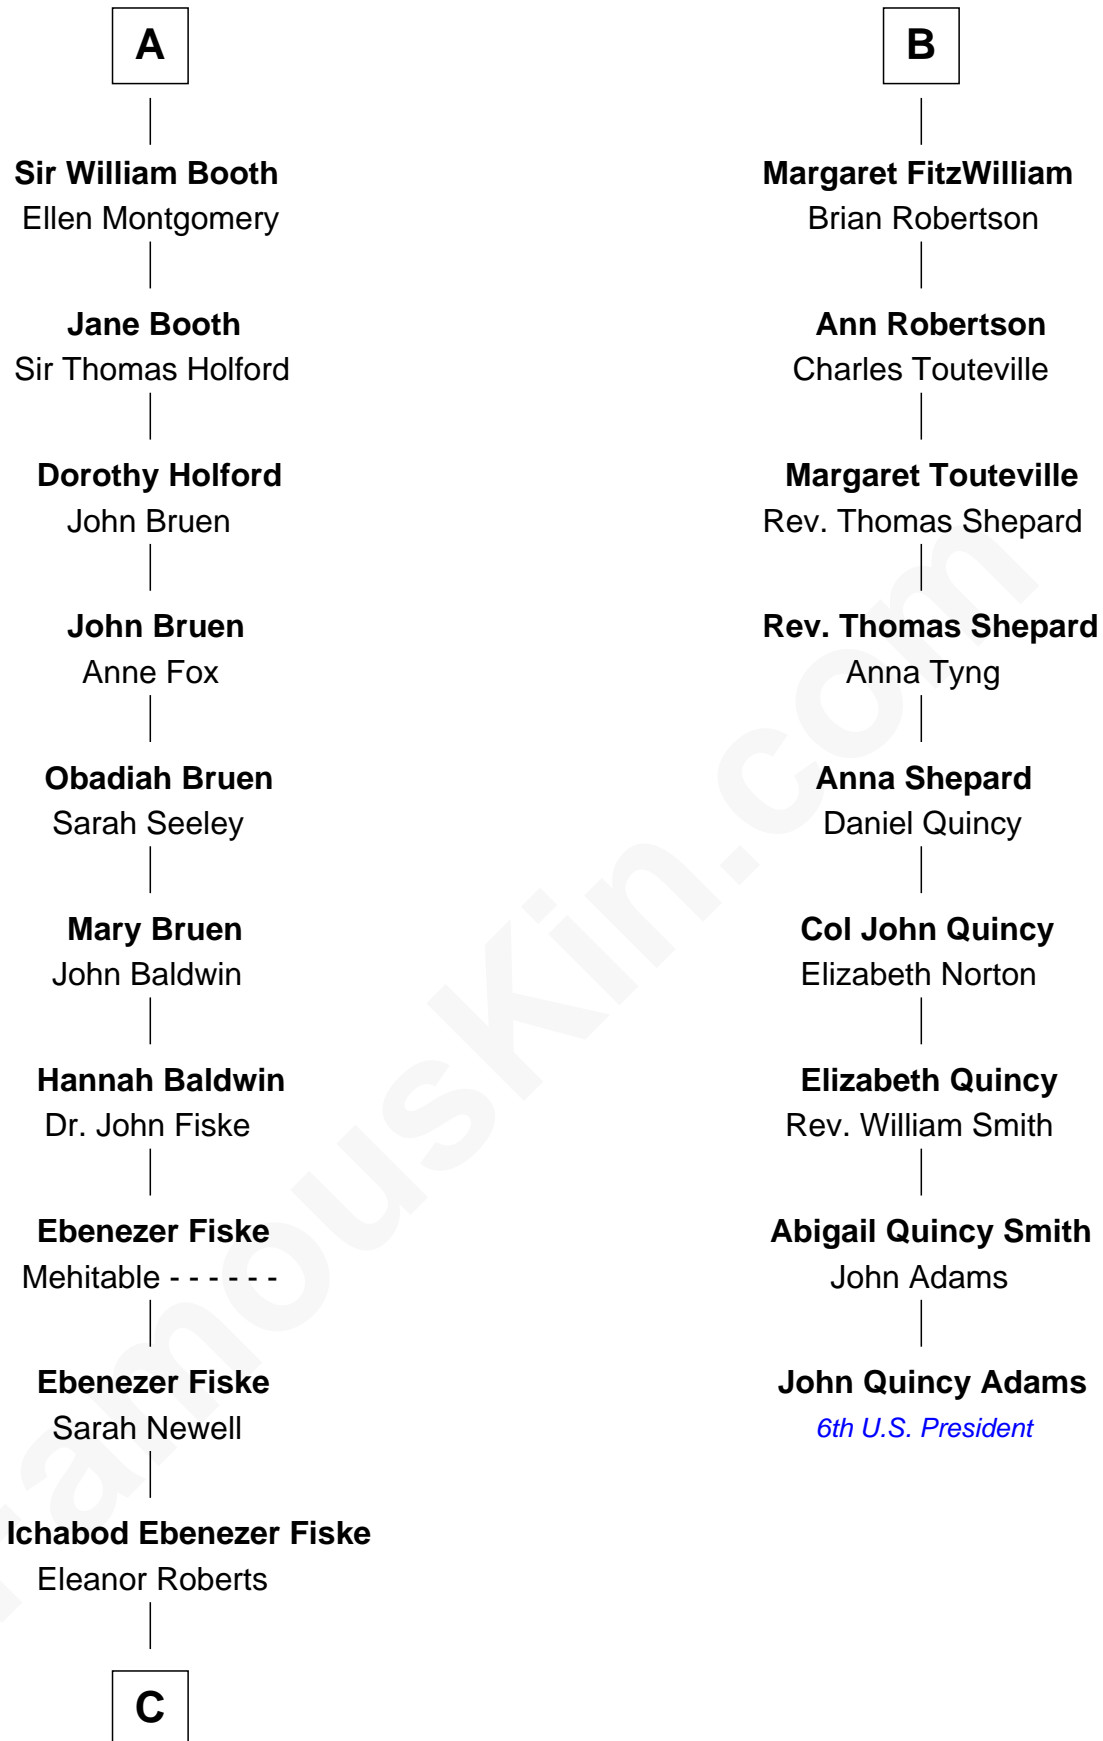 A
Sir William Booth
Ellen Montgomery
Jane Booth
Sir Thomas Holford
Dorothy Holford
John Bruen
John Bruen
Anne Fox
Obadiah Bruen
Sarah Seeley
Mary Bruen
John Baldwin
Hannah Baldwin
Dr. John Fiske
Ebenezer Fiske
Mehitable - - - - - -
Ebenezer Fiske
Sarah Newell
Ichabod Ebenezer Fiske
Eleanor Roberts
C
B
Margaret FitzWilliam
Brian Robertson
Ann Robertson
Charles Touteville
Margaret Touteville
Rev. Thomas Shepard
Rev. Thomas Shepard
Anna Tyng
Anna Shepard
Daniel Quincy
Col John Quincy
Elizabeth Norton
Elizabeth Quincy
Rev. William Smith
Abigail Quincy Smith
John Adams
John Quincy Adams
6th U.S. President
FamousKin.com